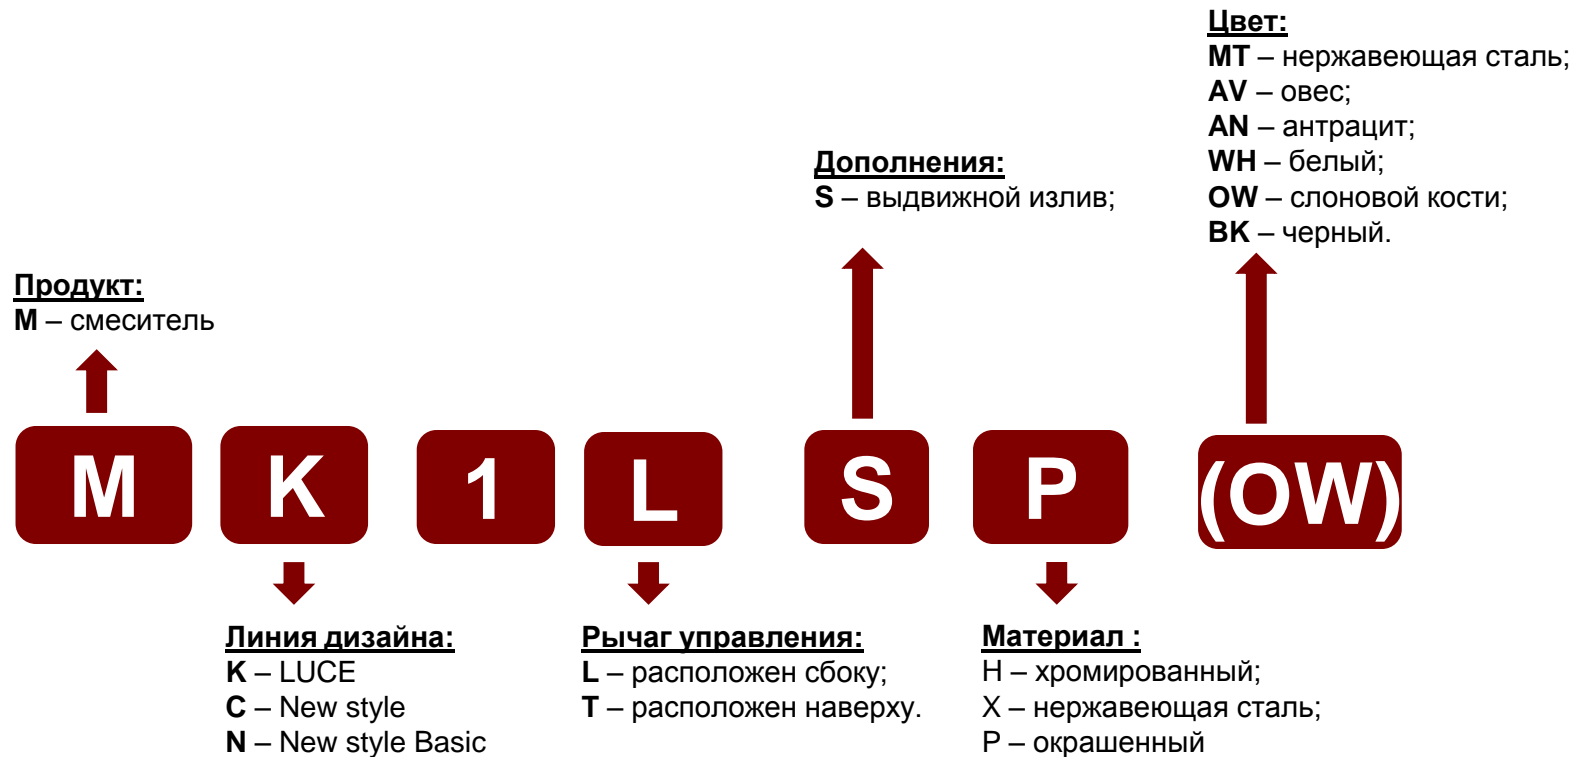 Цвет:
MT – нержавеющая сталь;
AV – овес;
AN – антрацит;
WH – белый;
OW – слоновой кости;
BK – черный.
Дополнения:
S – выдвижной излив;
Продукт:
M – смеситель
M K 1 L S P (OW)
Линия дизайна:
K – LUCE
C – New style
N – New style Basic
Рычаг управления:
L – расположен сбоку;
T – расположен наверху.
Материал :
H – хромированный;
X – нержавеющая сталь;
P – окрашенный